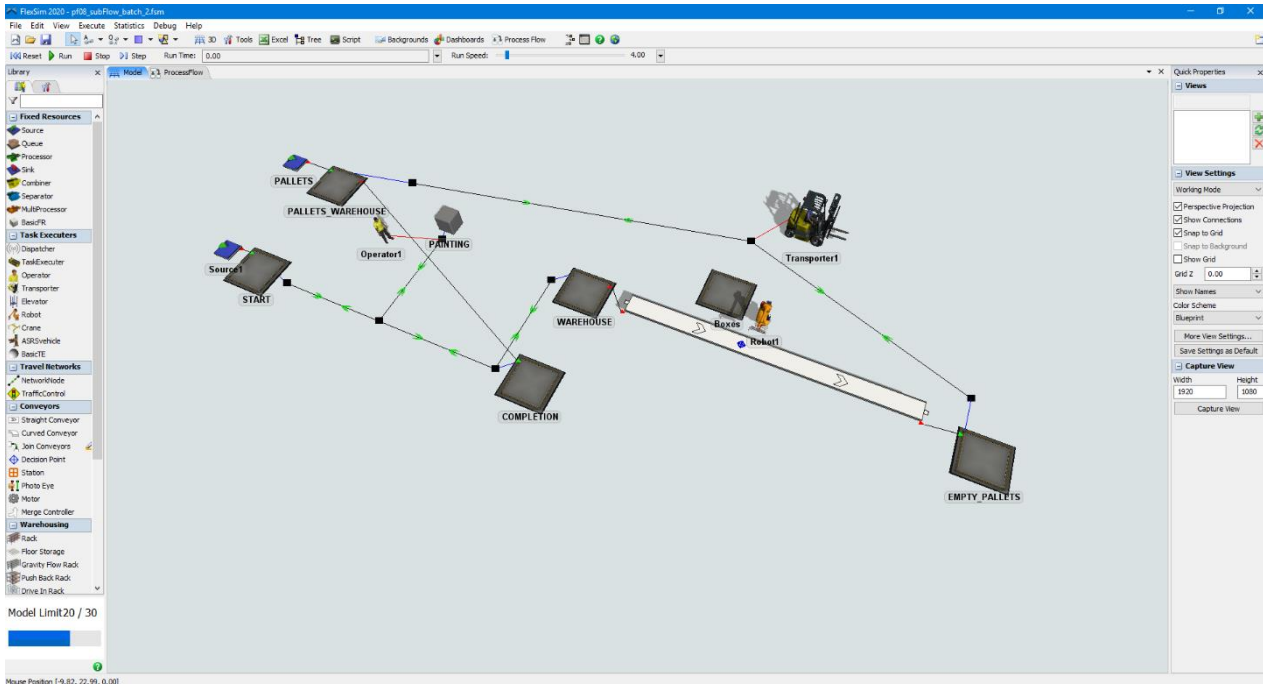 FlexSim 2020 - pf08_subFlow_batch_2.fsm
File Edit View Execute Statistics Debug Help
3D Tools Excel Tree Script Backgrounds Dashboards Process Flow
Reset Run Stop Step Run Time: 0.00 Run Speed: 4.00
Library
Model ProcessFlow
Fixed Resources
Source
Queue
Processor
Sink
Combiner
Separator
MultiProcessor
BasicFR
Task Executers
Dispatcher
TaskExecuter
Operator
Transporter
Elevator
Robot
Crane
ASRSvehicle
BasicTE
Travel Networks
NetworkNode
TrafficControl
Conveyors
Straight Conveyor
Curved Conveyor
Join Conveyors
Decision Point
Station
Photo Eye
Motor
Merge Controller
Warehousing
Rack
Floor Storage
Gravity Flow Rack
Push Back Rack
Drive In Rack
Model Limit20 / 30
Mouse Position [-9.82, 22.99, 0.00]
PALLETS
PALLETS_WAREHOUSE
Operator1
PAINTING
Transporter1
Source1
START
WAREHOUSE
Boxes
Robot1
COMPLETION
EMPTY_PALLETS
Quick Properties
Views
View Settings
Working Mode
Perspective Projection
Show Connections
Snap to Grid
Snap to Background
Show Grid
Grid Z 0.00
Show Names
Color Scheme
Blueprint
More View Settings...
Save Settings as Default
Capture View
Width Height
1920 1080
Capture View